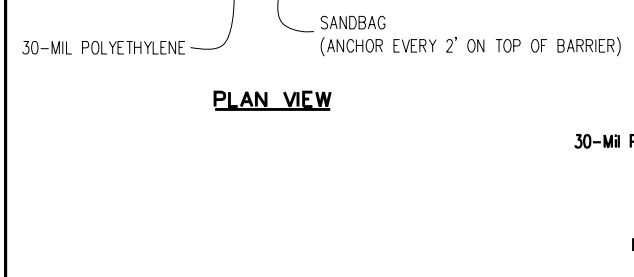 SANDBAG
30-MIL POLYETHYLENE
(ANCHOR EVERY 2' ON TOP OF BARRIER)
PLAN VIEW
30-Mil